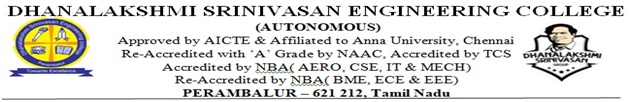 DHANALAKSHMI SRINIVASAN ENGINEERING COLLEGE
(AUTONOMOUS)
Approved by AICTE & Affiliated to Anna University, Chennai
Re-Accredited with 'A' Grade by NAAC, Accredited by TCS
Accredited by NBA( AERO, CSE, IT & MECH)
Re-Accredited by NBA( BME, ECE & EEE)
PERAMBALUR – 621 212, Tamil Nadu
Towards Excellence
DHANALAKSHMI
SRINIVASAN
GROUP